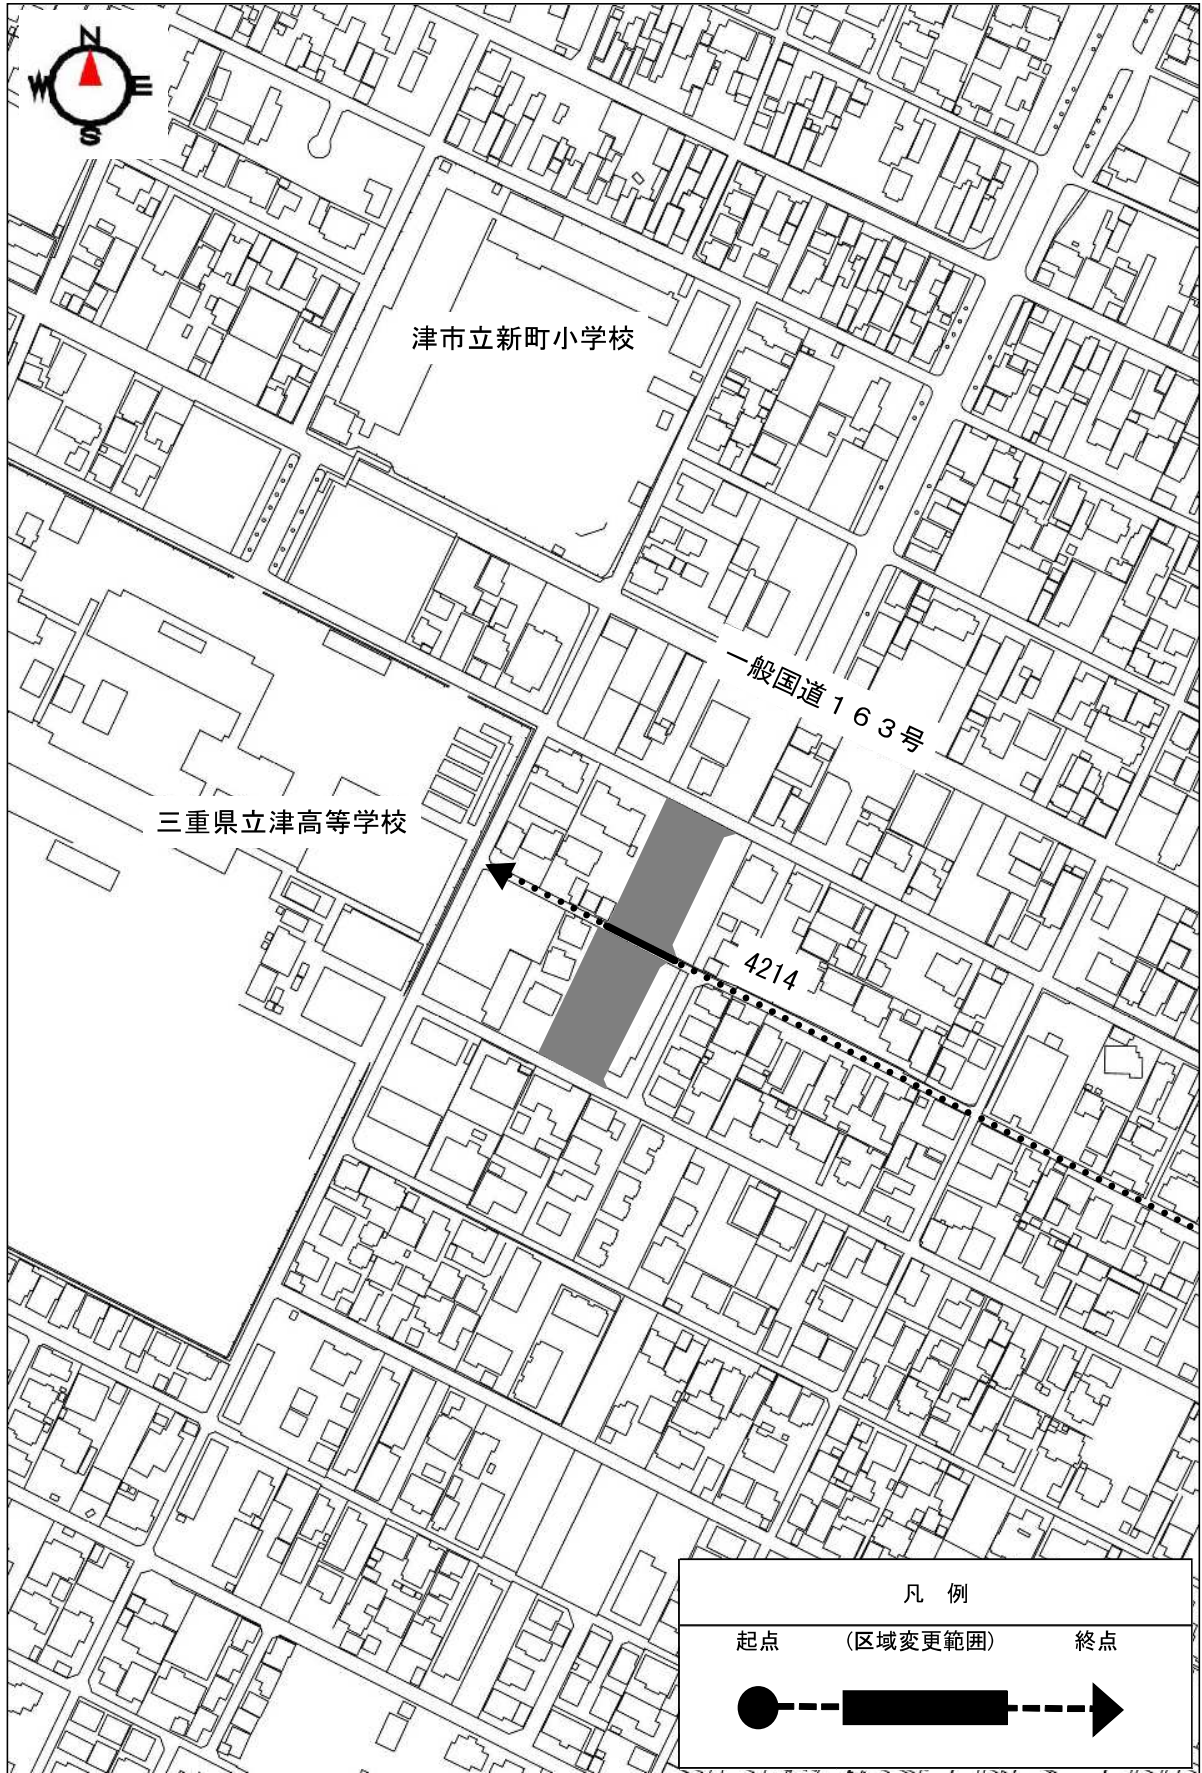 N
W E
S
津市立新町小学校
一般国道163号
三重県立津高等学校
4214
凡 例
起点 (区域変更範囲) 終点